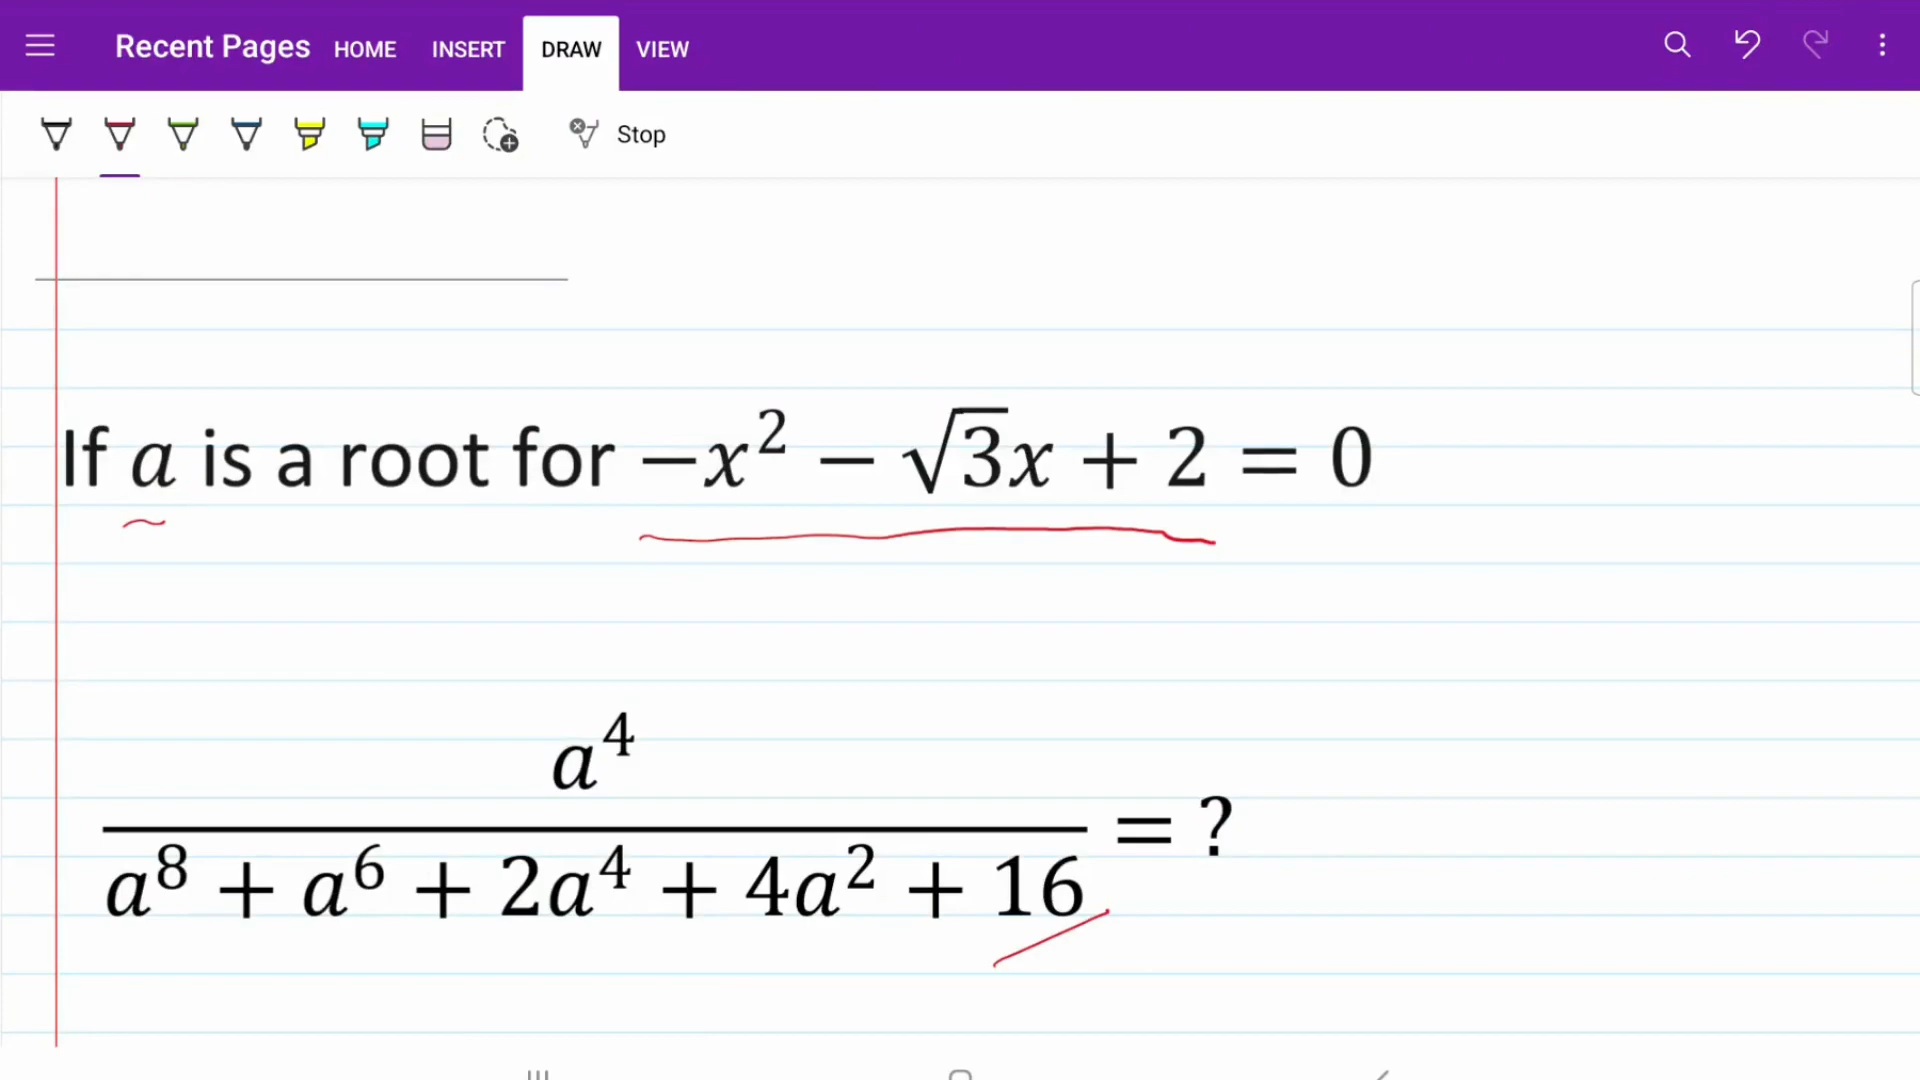 Recent Pages HOME INSERT DRAW VIEW
Stop
If a is a root for −x² − √3x + 2 = 0
a⁴
= ?
a⁸ + a⁶ + 2a⁴ + 4a² + 16